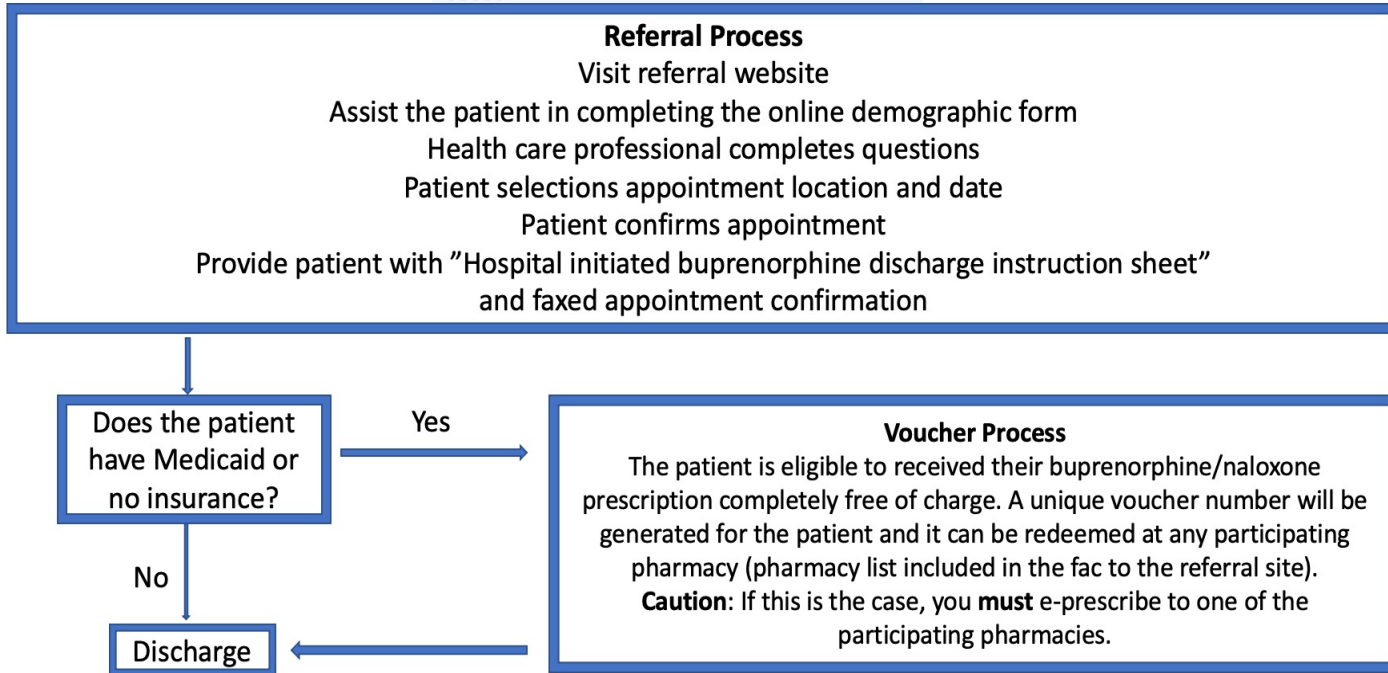 Referral Process
Visit referral website
Assist the patient in completing the online demographic form
Health care professional completes questions
Patient selections appointment location and date
Patient confirms appointment
Provide patient with ”Hospital initiated buprenorphine discharge instruction sheet”
and faxed appointment confirmation
Does the patient
have Medicaid or
no insurance?
Yes
Voucher Process
The patient is eligible to received their buprenorphine/naloxone
prescription completely free of charge. A unique voucher number will be
generated for the patient and it can be redeemed at any participating
pharmacy (pharmacy list included in the fac to the referral site).
Caution: If this is the case, you must e-prescribe to one of the
participating pharmacies.
No
Discharge